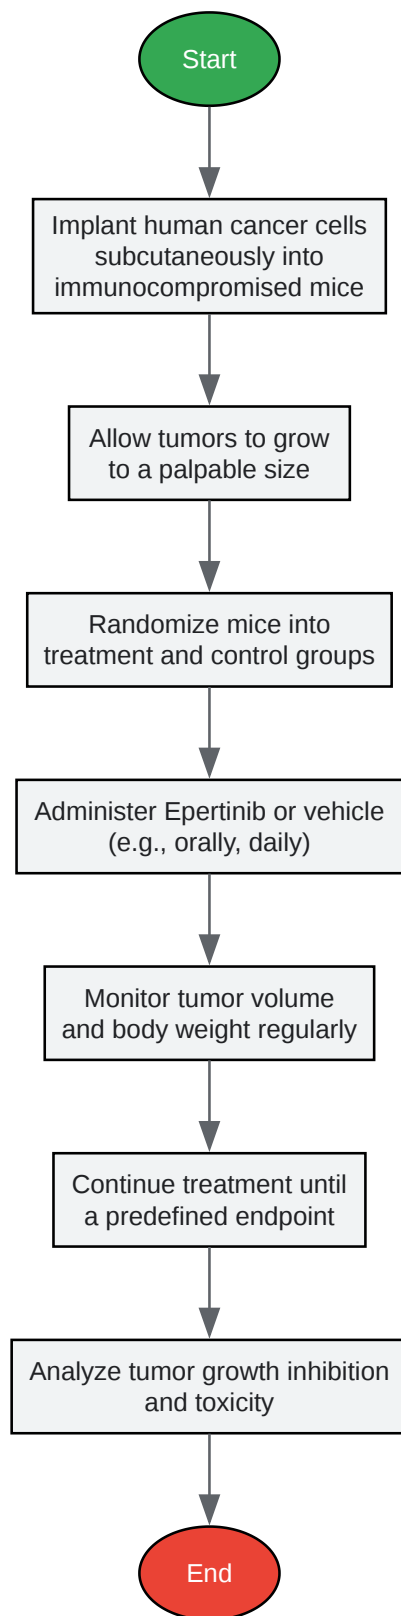 Start
Implant human cancer cells
subcutaneously into
immunocompromised mice
Allow tumors to grow
to a palpable size
Randomize mice into
treatment and control groups
Administer Epertinib or vehicle
(e.g., orally, daily)
Monitor tumor volume
and body weight regularly
Continue treatment until
a predefined endpoint
Analyze tumor growth inhibition
and toxicity
End